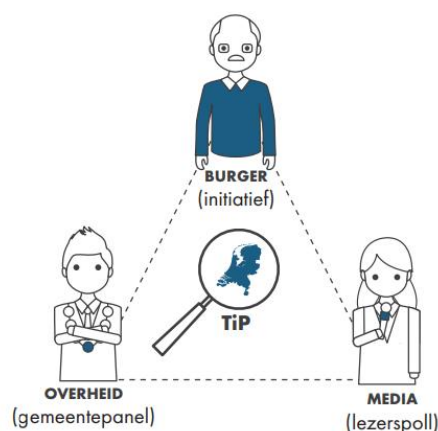 BURGER
(initiatief)
TiP
OVERHEID
(gemeentepanel)
MEDIA
(lezerspoll)